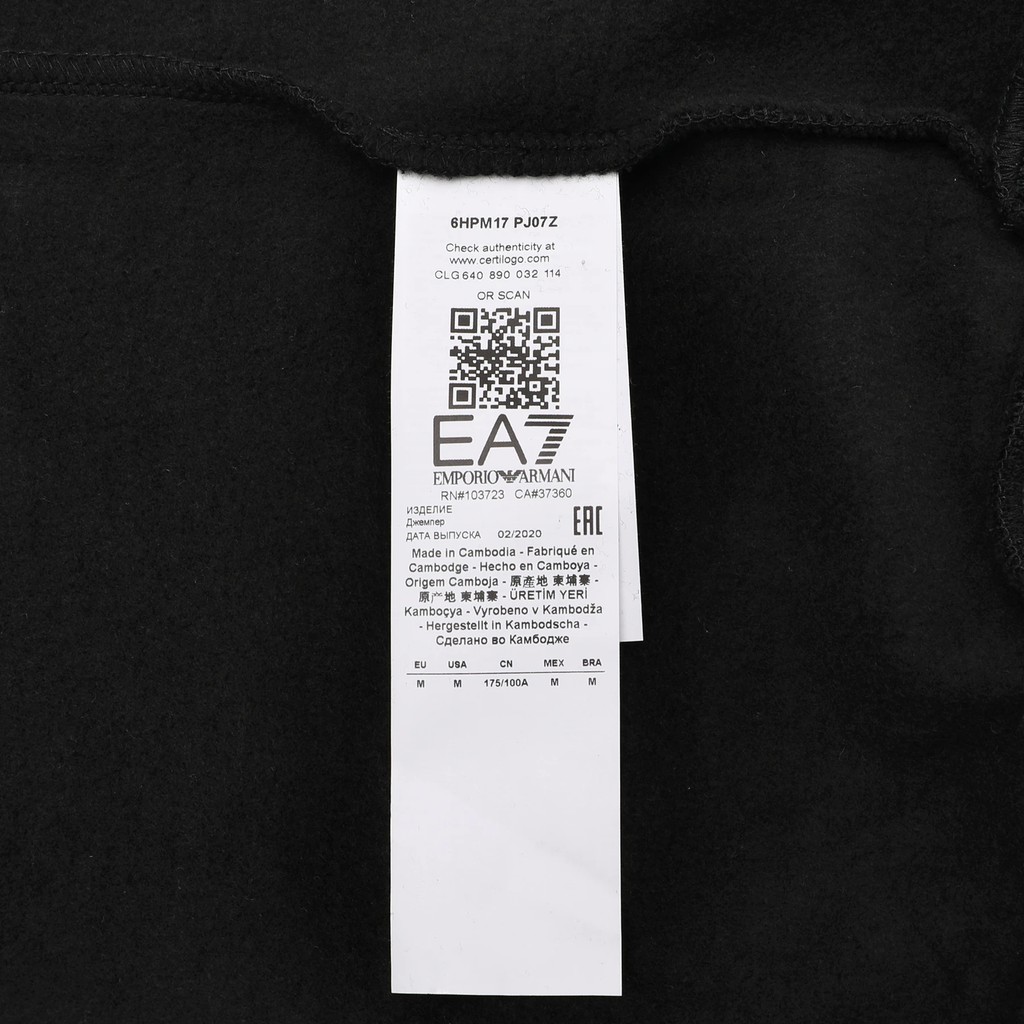 6HPM17 PJ07Z
Check authenticity at
www.certilogo.com
CLG 640 890 032 114
OR SCAN
EA7
EMPORIO ARMANI
RN#103723 CA#37360
ИЗДЕЛИЕ
Джемпер
ДАТА ВЫПУСКА 02/2020
EAC
Made in Cambodia - Fabriqué en
Cambodge - Hecho en Camboya -
Origem Camboja - 原産地 柬埔寨 -
原产地 柬埔寨 - ÜRETİM YERİ
Kamboçya - Vyrobeno v Kambodža
- Hergestellt in Kambodscha -
Сделано во Камбодже
EU USA CN MEX BRA
M M 175/100A M M